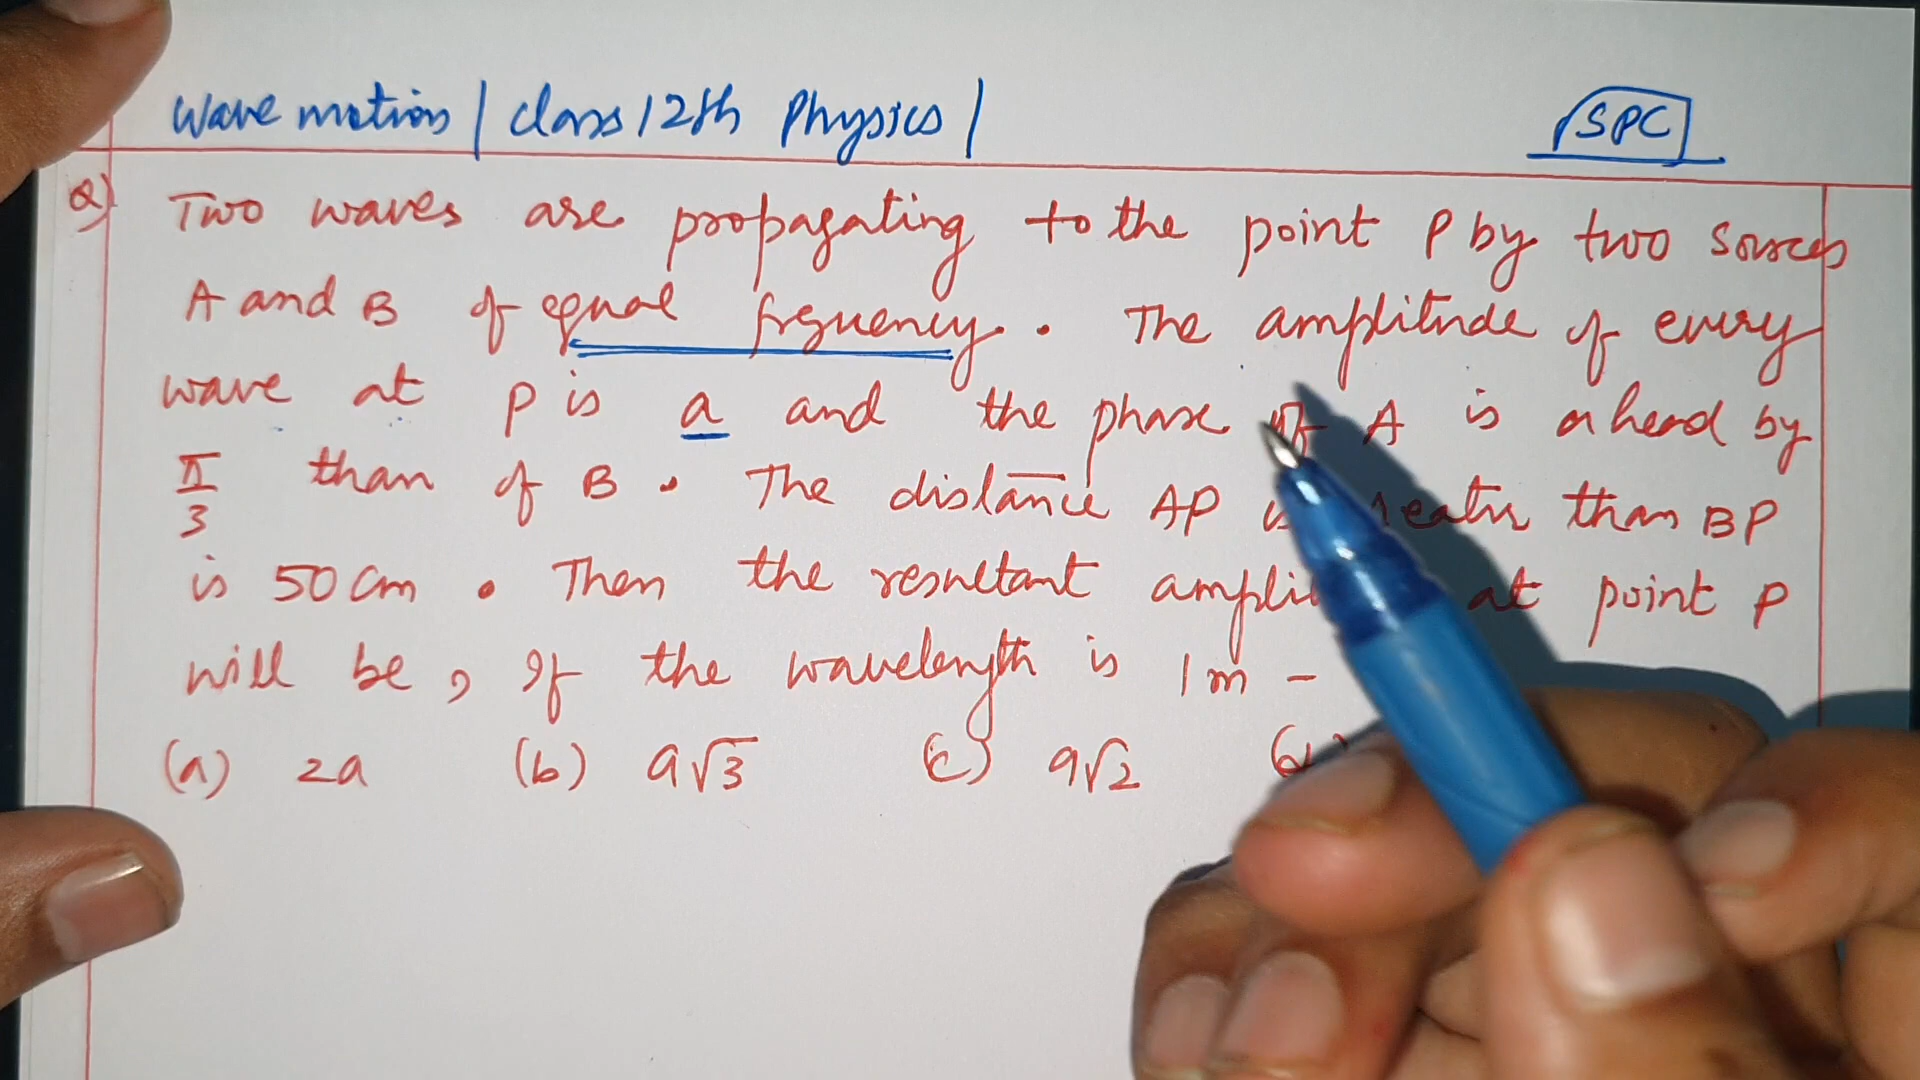 Wave motion | Class 12th Physics |
SPC
Q) Two waves are propagating to the point P by two sources
A and B of equal frequency. The amplitude of every
wave at P is a and the phase of A is ahead by
π/3 than of B. The distance AP is than BP
is 50 cm. Then the resultant at point P
will be, If the wavelength is 1m -
(a) 2a (b) a√3 (c) a√2